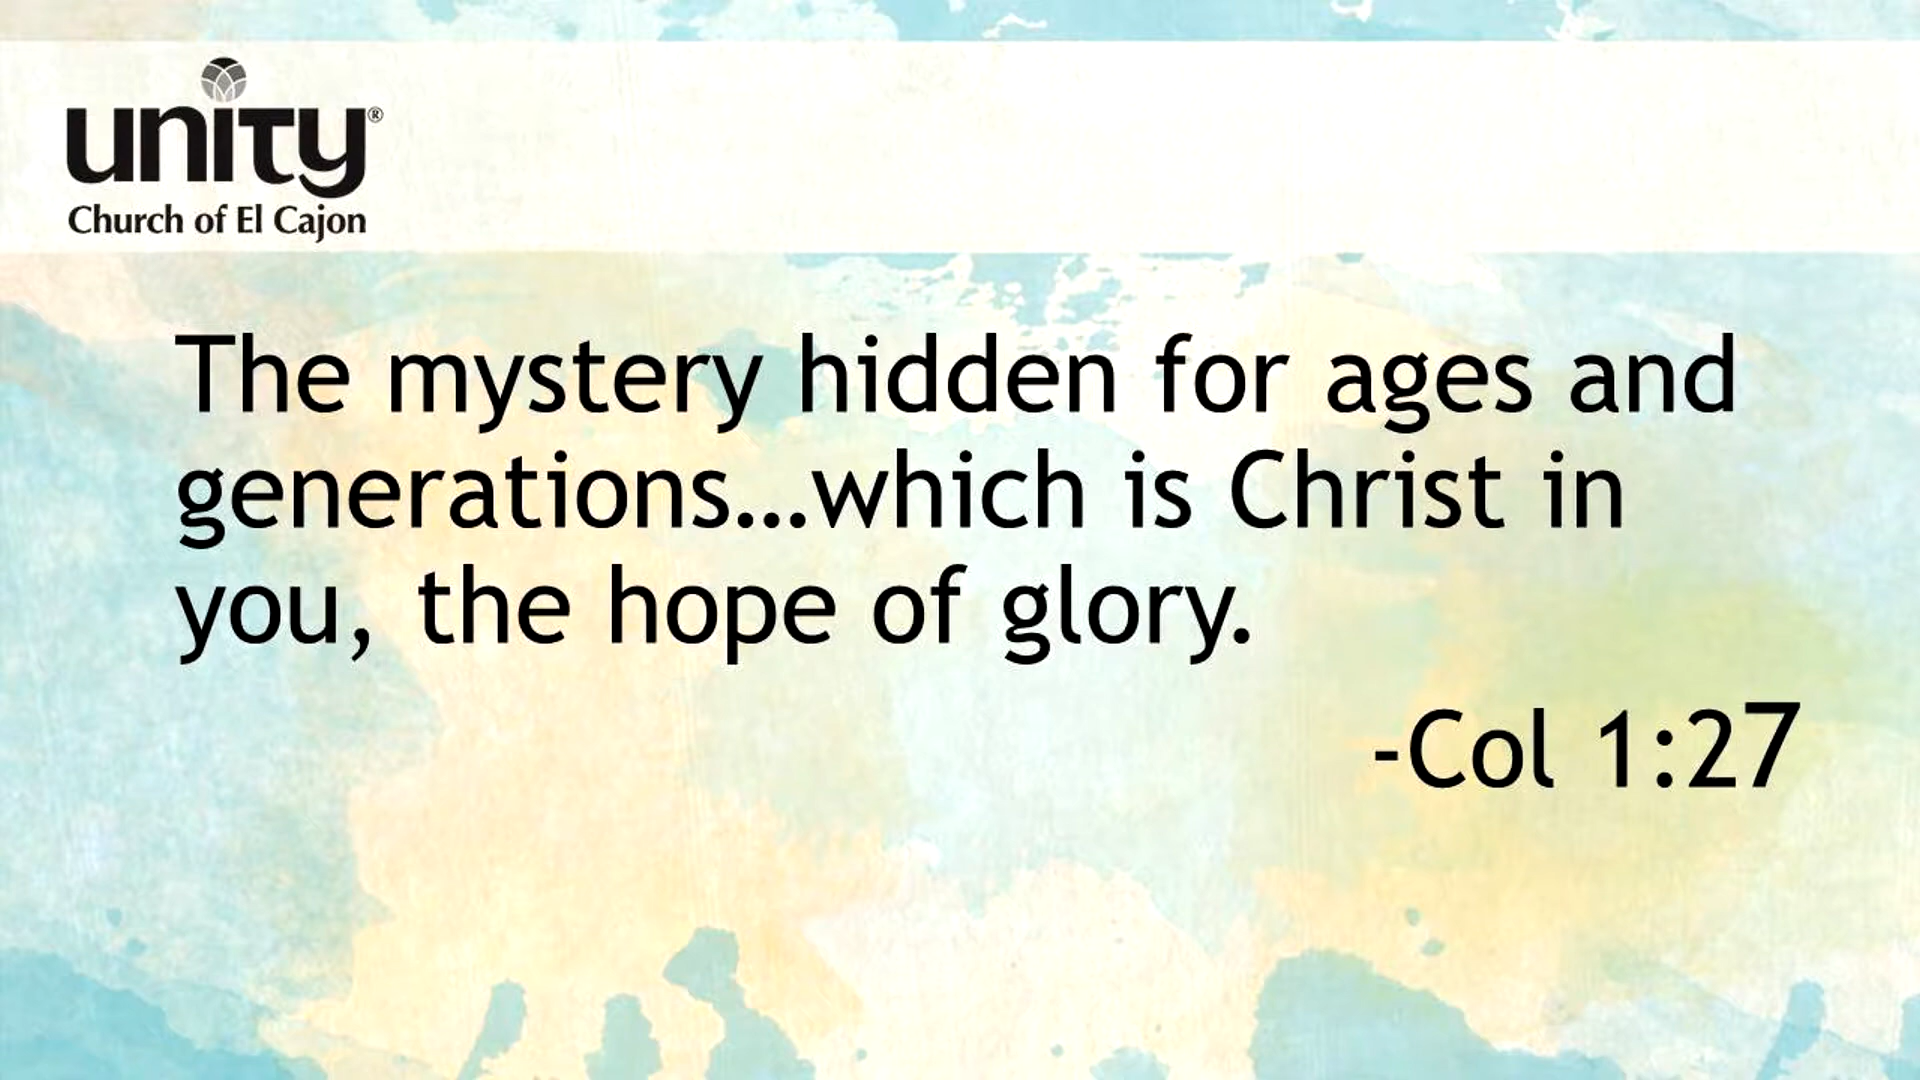 unity®
Church of El Cajon
The mystery hidden for ages and
generations...which is Christ in
you, the hope of glory.
-Col 1:27